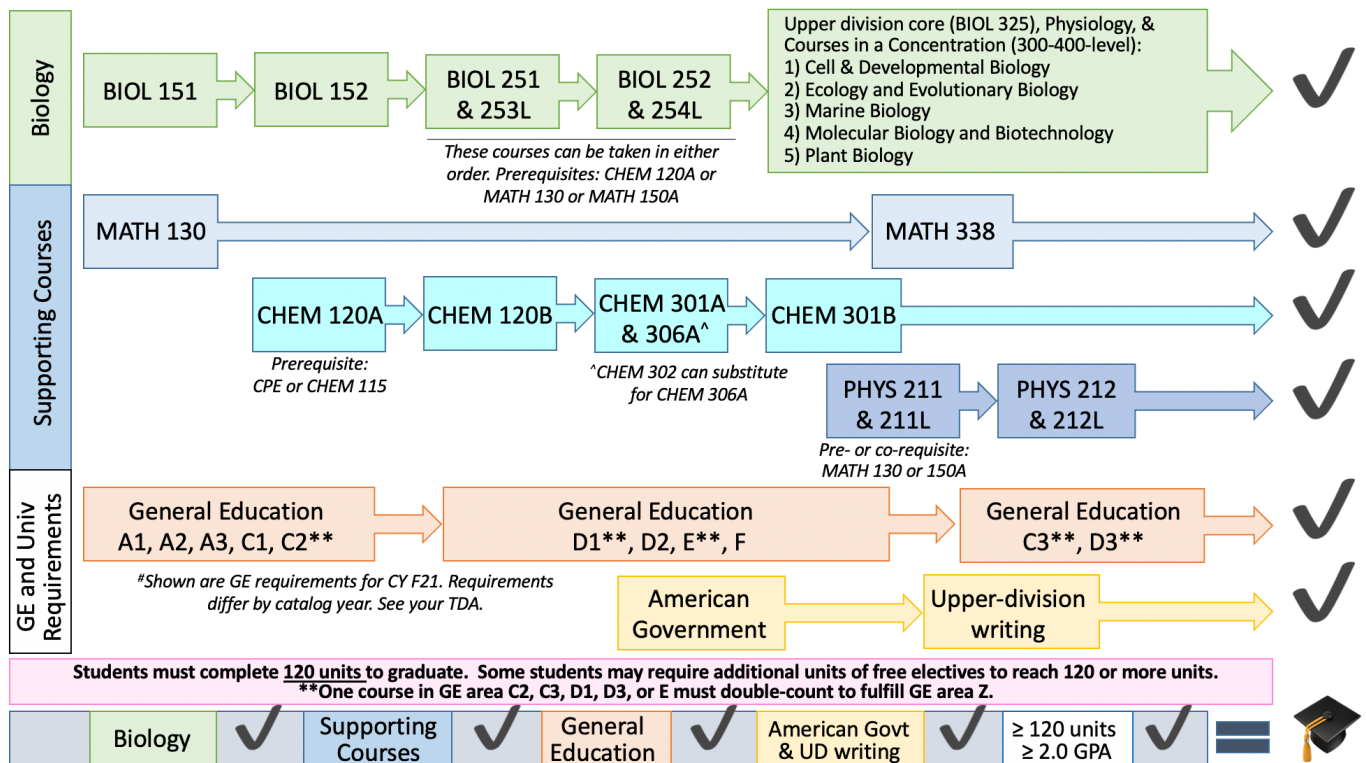 Biology
BIOL 151
BIOL 152
BIOL 251
& 253L
BIOL 252
& 254L
These courses can be taken in either
order. Prerequisites: CHEM 120A or
MATH 130 or MATH 150A
Upper division core (BIOL 325), Physiology, &
Courses in a Concentration (300-400-level):
1) Cell & Developmental Biology
2) Ecology and Evolutionary Biology
3) Marine Biology
4) Molecular Biology and Biotechnology
5) Plant Biology
Supporting Courses
MATH 130
MATH 338
CHEM 120A
Prerequisite:
CPE or CHEM 115
CHEM 120B
CHEM 301A
& 306A^
^CHEM 302 can substitute
for CHEM 306A
CHEM 301B
PHYS 211
& 211L
Pre- or co-requisite:
MATH 130 or 150A
PHYS 212
& 212L
GE and Univ
Requirements
General Education
A1, A2, A3, C1, C2**
General Education
D1**, D2, E**, F
General Education
C3**, D3**
#Shown are GE requirements for CY F21. Requirements
differ by catalog year. See your TDA.
American
Government
Upper-division
writing
Students must complete 120 units to graduate. Some students may require additional units of free electives to reach 120 or more units.
**One course in GE area C2, C3, D1, D3, or E must double-count to fulfill GE area Z.
Biology
Supporting
Courses
General
Education
American Govt
& UD writing
≥ 120 units
≥ 2.0 GPA